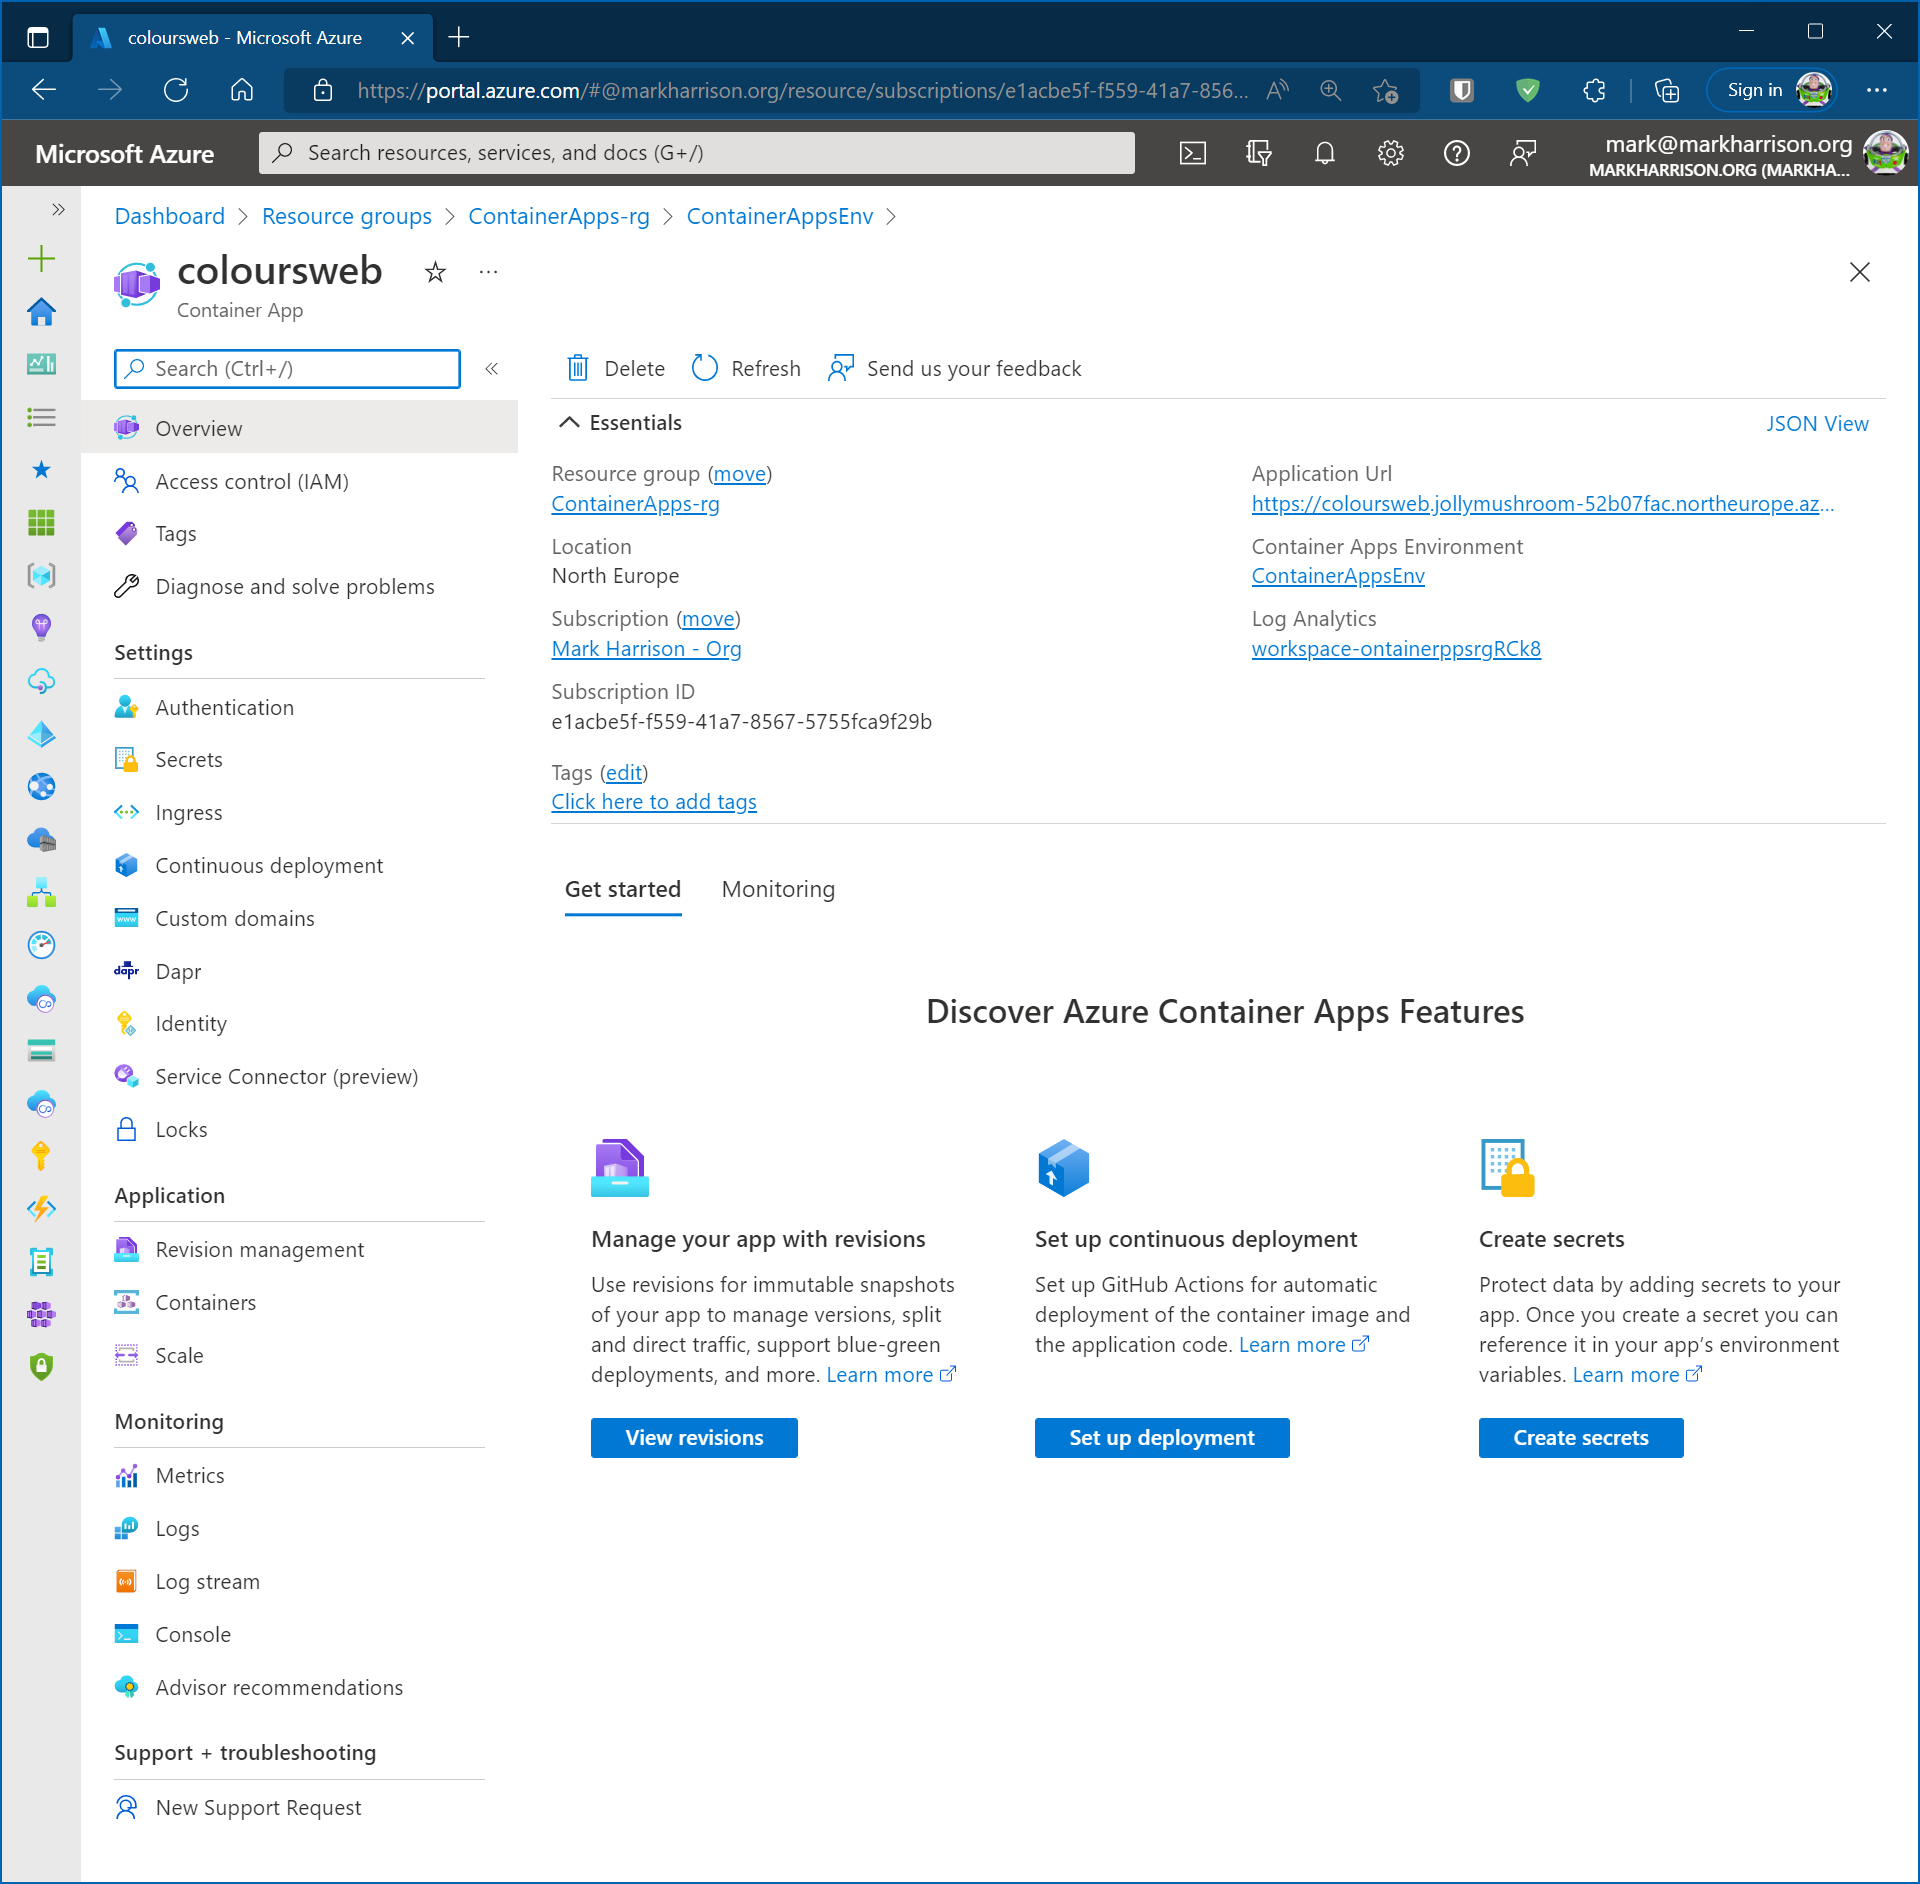 coloursweb - Microsoft Azure
https://portal.azure.com/#@markharrison.org/resource/subscriptions/e1acbe5f-f559-41a7-856...
Sign in
Microsoft Azure
Search resources, services, and docs (G+/)
mark@markharrison.org
MARKHARRISON.ORG (MARKHA...
Dashboard > Resource groups > ContainerApps-rg > ContainerAppsEnv >
coloursweb
Container App
Search (Ctrl+/)
Overview
Access control (IAM)
Tags
Diagnose and solve problems
Settings
Authentication
Secrets
Ingress
Continuous deployment
Custom domains
dapr
Dapr
Identity
Service Connector (preview)
Locks
Application
Revision management
Containers
Scale
Monitoring
Metrics
Logs
Log stream
Console
Advisor recommendations
Support + troubleshooting
New Support Request
Delete
Refresh
Send us your feedback
Essentials
JSON View
Resource group (move)
ContainerApps-rg
Location
North Europe
Subscription (move)
Mark Harrison - Org
Subscription ID
e1acbe5f-f559-41a7-8567-5755fca9f29b
Tags (edit)
Click here to add tags
Application Url
https://coloursweb.jollymushroom-52b07fac.northeurope.az...
Container Apps Environment
ContainerAppsEnv
Log Analytics
workspace-ontainerppsrgRCk8
Get started
Monitoring
Discover Azure Container Apps Features
Manage your app with revisions
Use revisions for immutable snapshots
of your app to manage versions, split
and direct traffic, support blue-green
deployments, and more. Learn more
View revisions
Set up continuous deployment
Set up GitHub Actions for automatic
deployment of the container image and
the application code. Learn more
Set up deployment
Create secrets
Protect data by adding secrets to your
app. Once you create a secret you can
reference it in your app’s environment
variables. Learn more
Create secrets